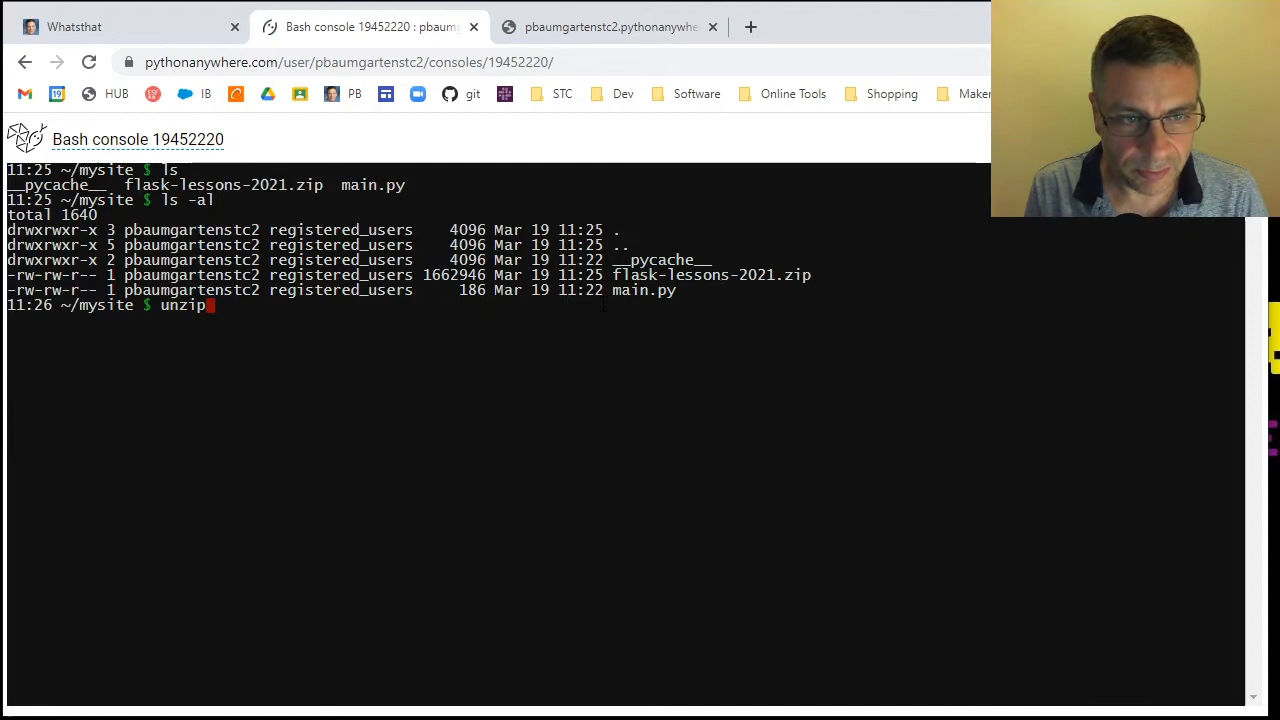 Whatsthat
Bash console 19452220 : pbaumg
pbaumgartenstc2.pythonanywhe
pythonanywhere.com/user/pbaumgartenstc2/consoles/19452220/
HUB IB PB git STC Dev Software Online Tools Shopping Maker
Bash console 19452220
11:25 ~/mysite $ ls
__pycache__  flask-lessons-2021.zip  main.py
11:25 ~/mysite $ ls -al
total 1640
drwxrwxr-x 3 pbaumgartenstc2 registered_users    4096 Mar 19 11:25 .
drwxrwxr-x 5 pbaumgartenstc2 registered_users    4096 Mar 19 11:25 ..
drwxrwxr-x 2 pbaumgartenstc2 registered_users    4096 Mar 19 11:22 __pycache__
-rw-rw-r-- 1 pbaumgartenstc2 registered_users 1662946 Mar 19 11:25 flask-lessons-2021.zip
-rw-rw-r-- 1 pbaumgartenstc2 registered_users     186 Mar 19 11:22 main.py
11:26 ~/mysite $ unzip